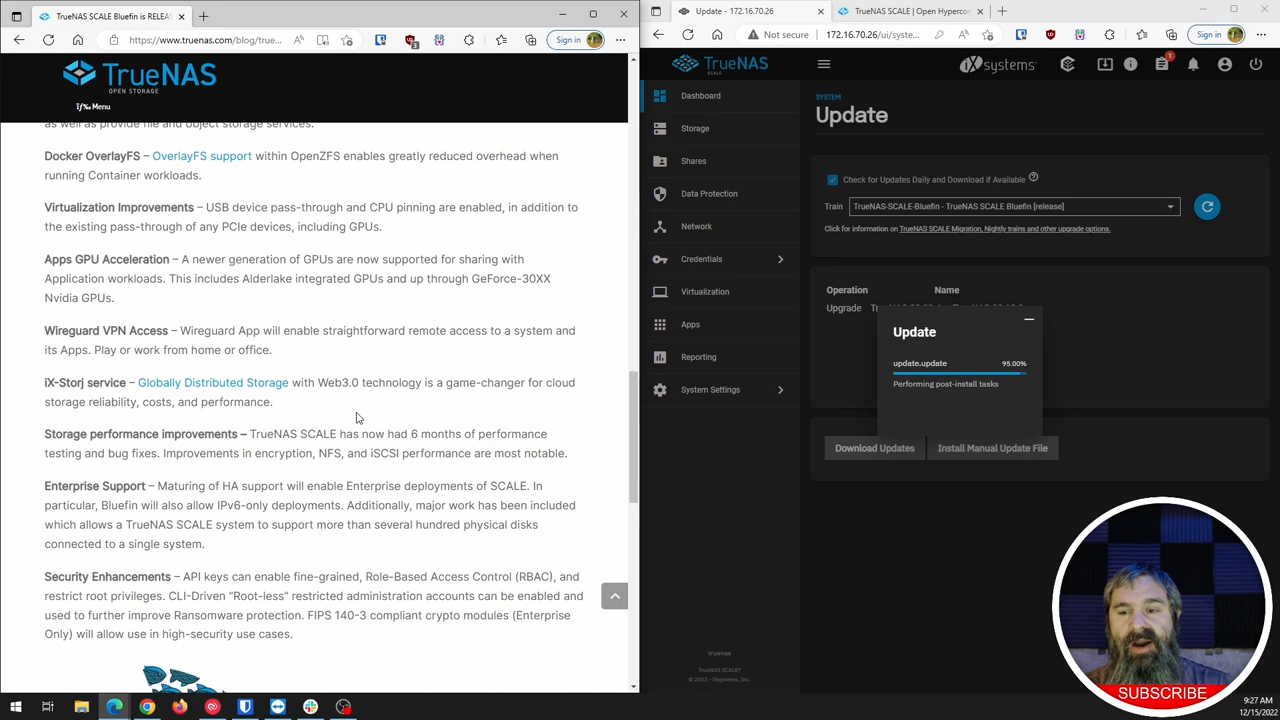 TrueNAS SCALE Bluefin is RELEA
https://www.truenas.com/blog/true...
Sign in
TrueNAS
OPEN STORAGE
ï‰ Menu
as well as provide file and object storage services.
Docker OverlayFS – OverlayFS support within OpenZFS enables greatly reduced overhead when
running Container workloads.
Virtualization Improvements – USB device pass-through and CPU pinning are enabled, in addition to
the existing pass-through of any PCIe devices, including GPUs.
Apps GPU Acceleration – A newer generation of GPUs are now supported for sharing with
Application workloads. This includes Alderlake integrated GPUs and up through GeForce-30XX
Nvidia GPUs.
Wireguard VPN Access – Wireguard App will enable straightforward remote access to a system and
its Apps. Play or work from home or office.
iX-Storj service – Globally Distributed Storage with Web3.0 technology is a game-changer for cloud
storage reliability, costs, and performance.
Storage performance improvements – TrueNAS SCALE has now had 6 months of performance
testing and bug fixes. Improvements in encryption, NFS, and iSCSI performance are most notable.
Enterprise Support – Maturing of HA support will enable Enterprise deployments of SCALE. In
particular, Bluefin will also allow IPv6-only deployments. Additionally, major work has been included
which allows a TrueNAS SCALE system to support more than several hundred physical disks
connected to a single system.
Security Enhancements – API keys can enable fine-grained, Role-Based Access Control (RBAC), and
restrict root privileges. CLI-Driven “Root-less” restricted administration accounts can be enabled and
used to further improve Ransomware protection. FIPS 140-3 compliant crypto modules (Enterprise
Only) will allow use in high-security use cases.
Update - 172.16.70.26
TrueNAS SCALE | Open Hyperco
Not secure
172.16.70.26/ui/syste...
Sign in
TrueNAS
SCALE
iXsystems
1
Dashboard
Storage
Shares
Data Protection
Network
Credentials
Virtualization
Apps
Reporting
System Settings
truenas
TrueNAS SCALE®
© 2022 - iXsystems, Inc.
SYSTEM
Update
Check for Updates Daily and Download if Available
Train
TrueNAS-SCALE-Bluefin - TrueNAS SCALE Bluefin [release]
Click for information on TrueNAS SCALE Migration, Nightly trains and other upgrade options.
Operation Name
Upgrade
Update
update.update 95.00%
Performing post-install tasks
Download Updates
Install Manual Update File
SUBSCRIBE
9:27 AM
12/15/2022